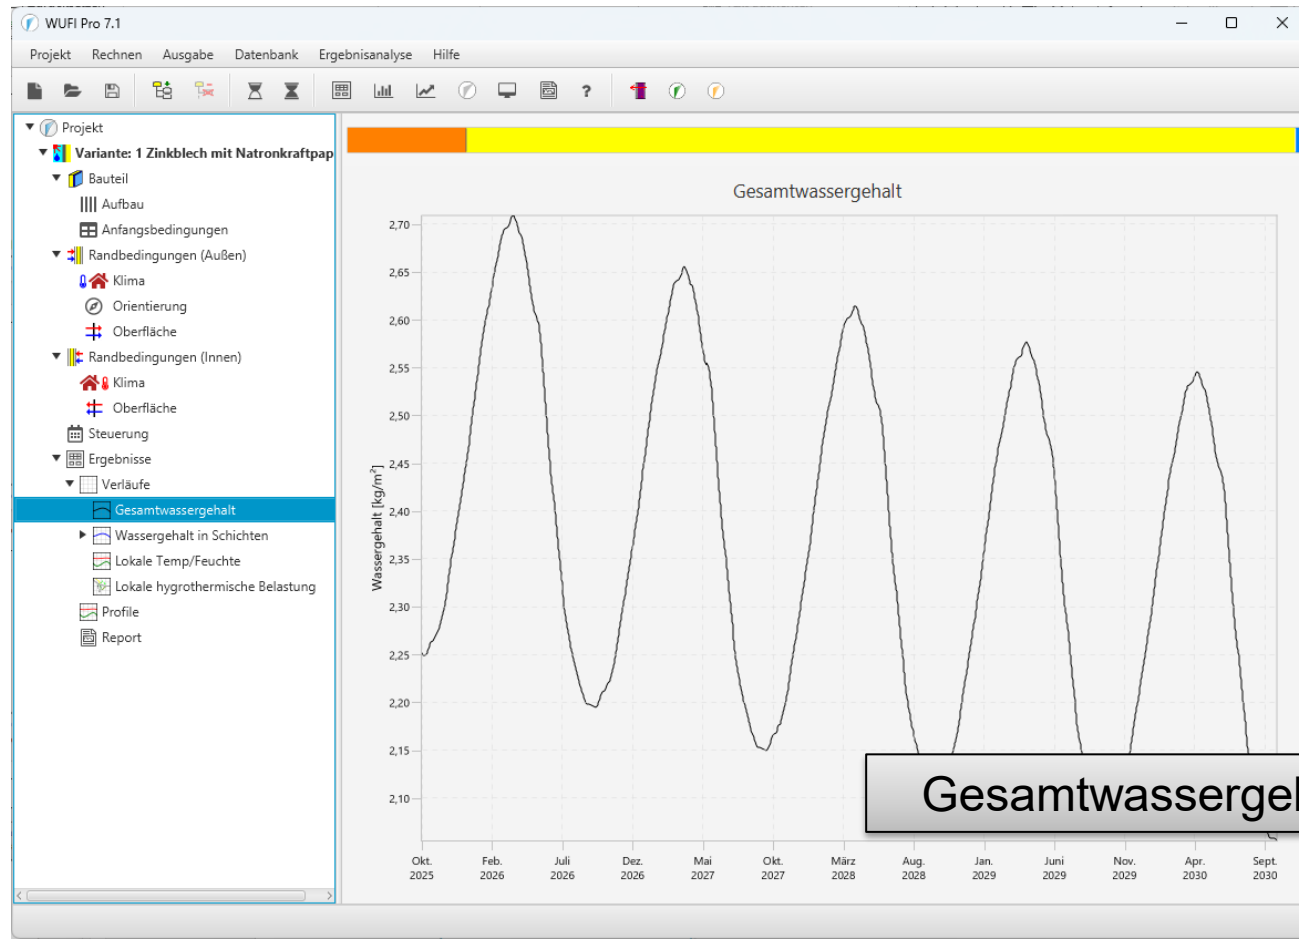 WUFI Pro 7.1
Projekt Rechnen Ausgabe Datenbank Ergebnisanalyse Hilfe
Projekt
Variante: 1 Zinkblech mit Natronkraftpap
Bauteil
Aufbau
Anfangsbedingungen
Randbedingungen (Außen)
Klima
Orientierung
Oberfläche
Randbedingungen (Innen)
Klima
Oberfläche
Steuerung
Ergebnisse
Verläufe
Gesamtwassergehalt
Wassergehalt in Schichten
Lokale Temp/Feuchte
Lokale hygrothermische Belastung
Profile
Report
Gesamtwassergehalt
Wassergehalt [kg/m²]
2,70
2,65
2,60
2,55
2,50
2,45
2,40
2,35
2,30
2,25
2,20
2,15
2,10
Okt. Feb. Juli Dez. Mai Okt. März Aug. Jan. Juni Nov. Apr. Sept.
2025 2026 2026 2026 2027 2027 2028 2028 2029 2029 2029 2030 2030
Gesamtwassergeh